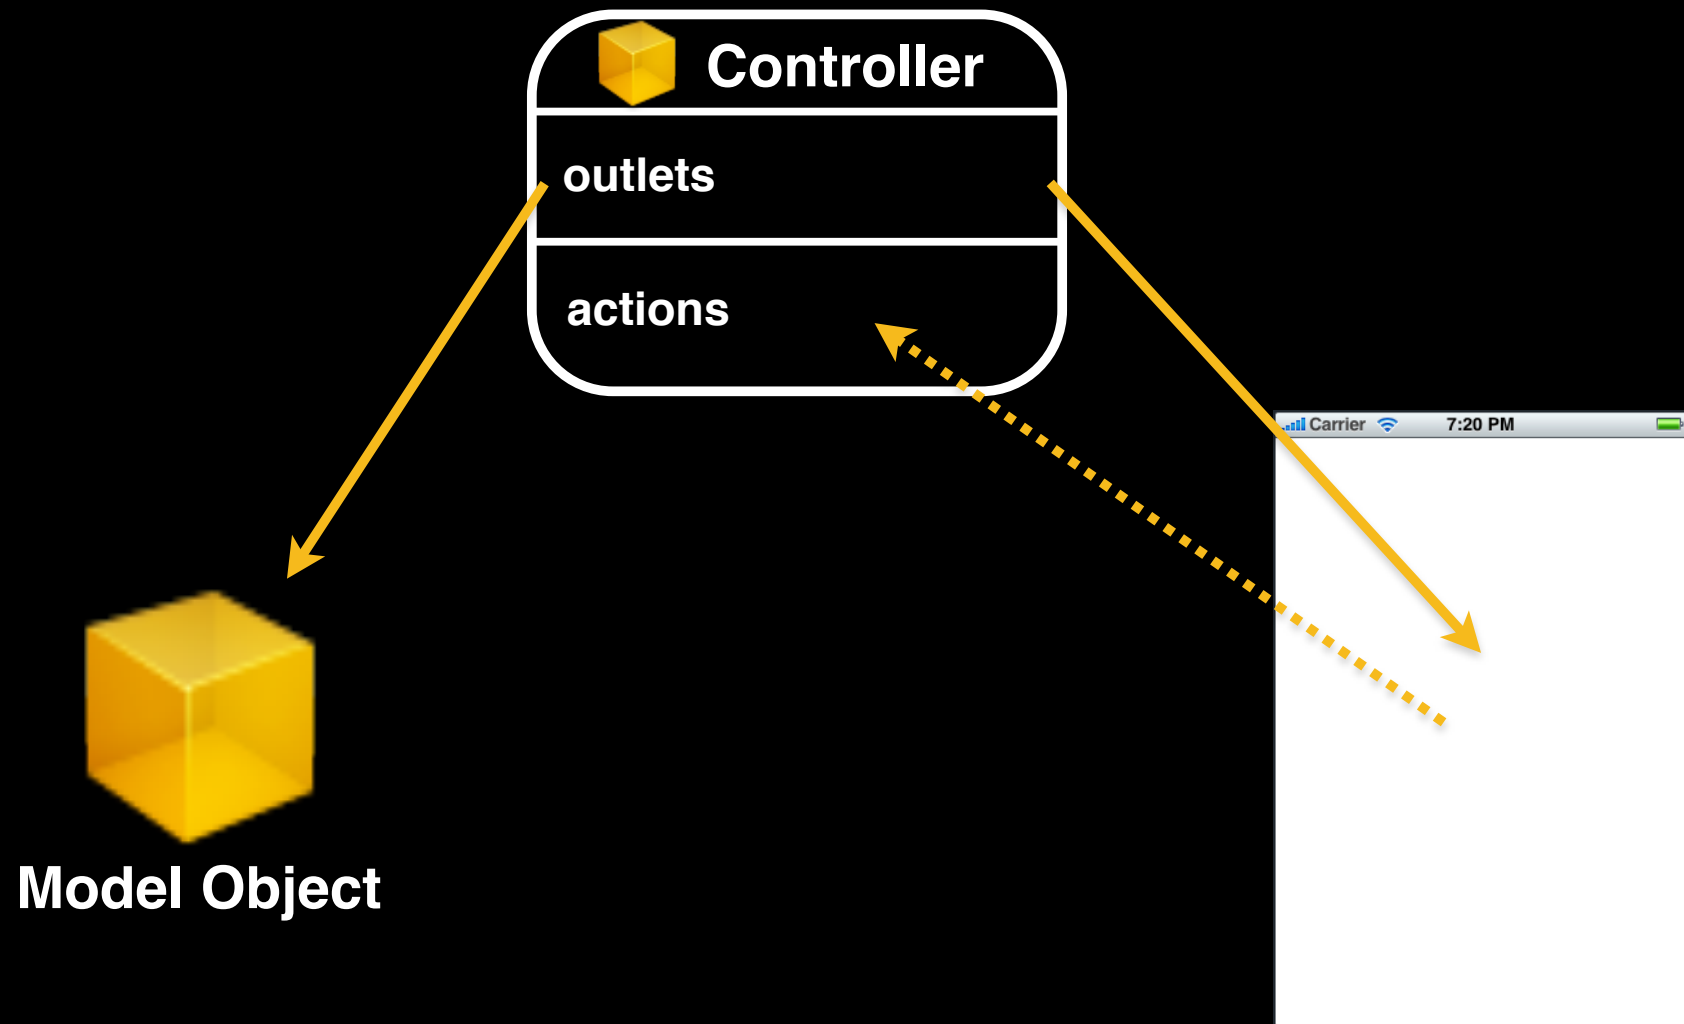 Controller
outlets
actions
Carrier 7:20 PM
Model Object